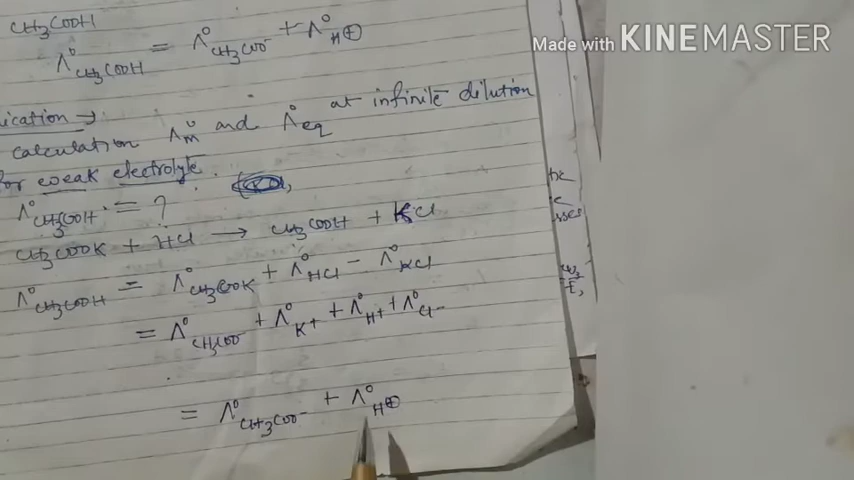 CH3COOH
Λ°CH3COOH = Λ°CH3COO- + Λ°H⊕
Made with KINEMASTER
ication →
calculation Λ°m and Λ°eq at infinite dilution
for weak electrolyte.
Λ°CH3COOH = ?
CH3COOK + HCl → CH3COOH + KCl
Λ°CH3COOH = Λ°CH3COOK + Λ°HCl - Λ°KCl
= Λ°CH3COO- + Λ°K+ + Λ°H+ + Λ°Cl-
= Λ°CH3COO- + Λ°H⊕